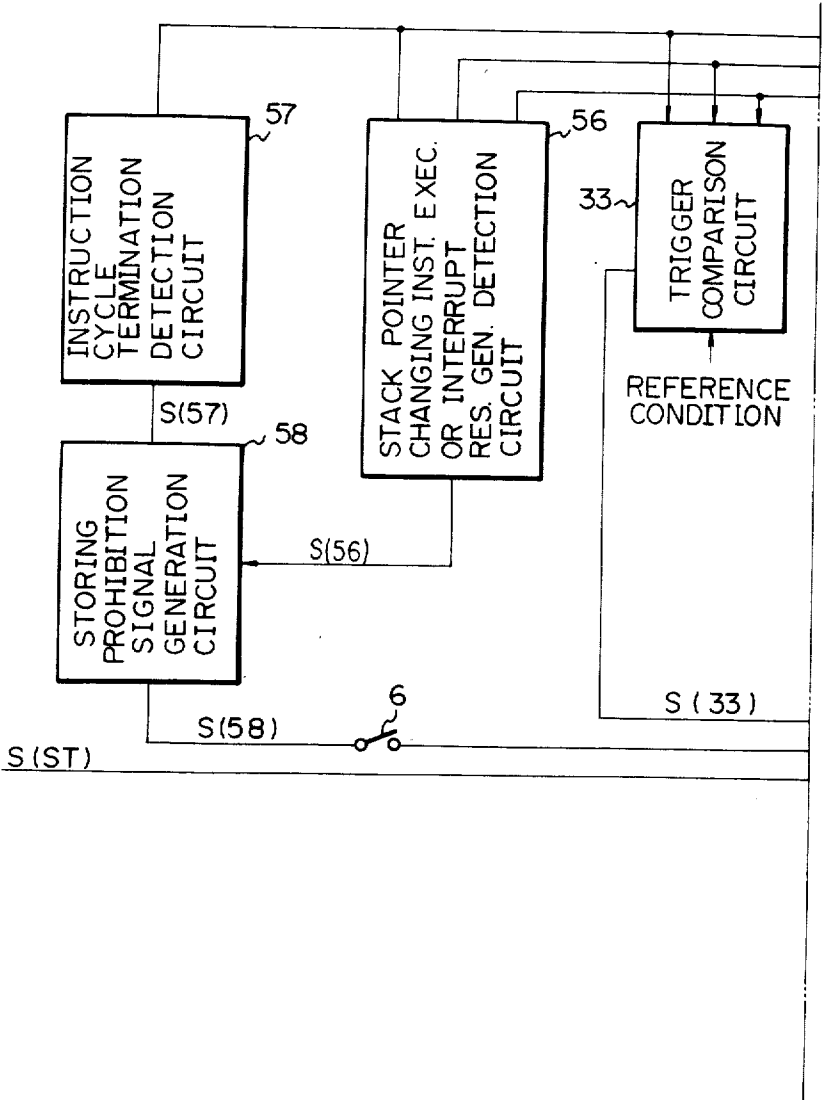 57
INSTRUCTION
CYCLE
TERMINATION
DETECTION
CIRCUIT
56
STACK POINTER
CHANGING INST. EXEC.
OR INTERRUPT
RES. GEN. DETECTION
CIRCUIT
33
TRIGGER
COMPARISON
CIRCUIT
REFERENCE
CONDITION
S(57)
58
STORING
PROHIBITION
SIGNAL
GENERATION
CIRCUIT
S(56)
S(58)
6
S (33)
S(ST)